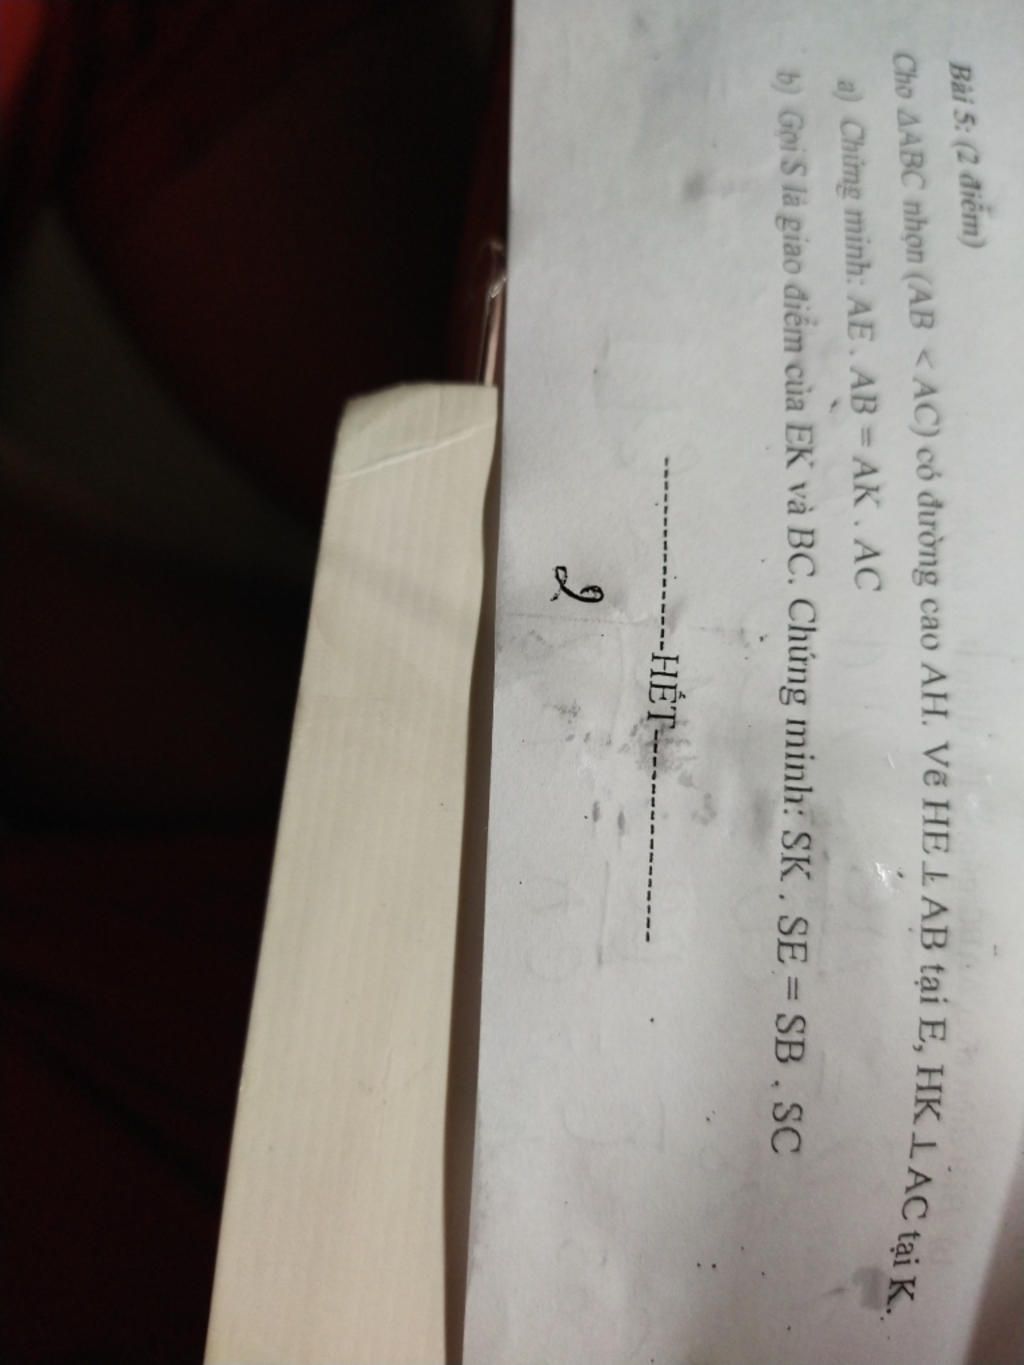 Bài 5: (2 điểm)
Cho ΔABC nhọn (AB < AC) có đường cao AH. Vẽ HE ⊥ AB tại E, HK ⊥ AC tại K.
a) Chứng minh: AE . AB = AK . AC
b) Gọi S là giao điểm của EK và BC. Chứng minh: SK . SE = SB . SC
----------------HẾT------------------
2